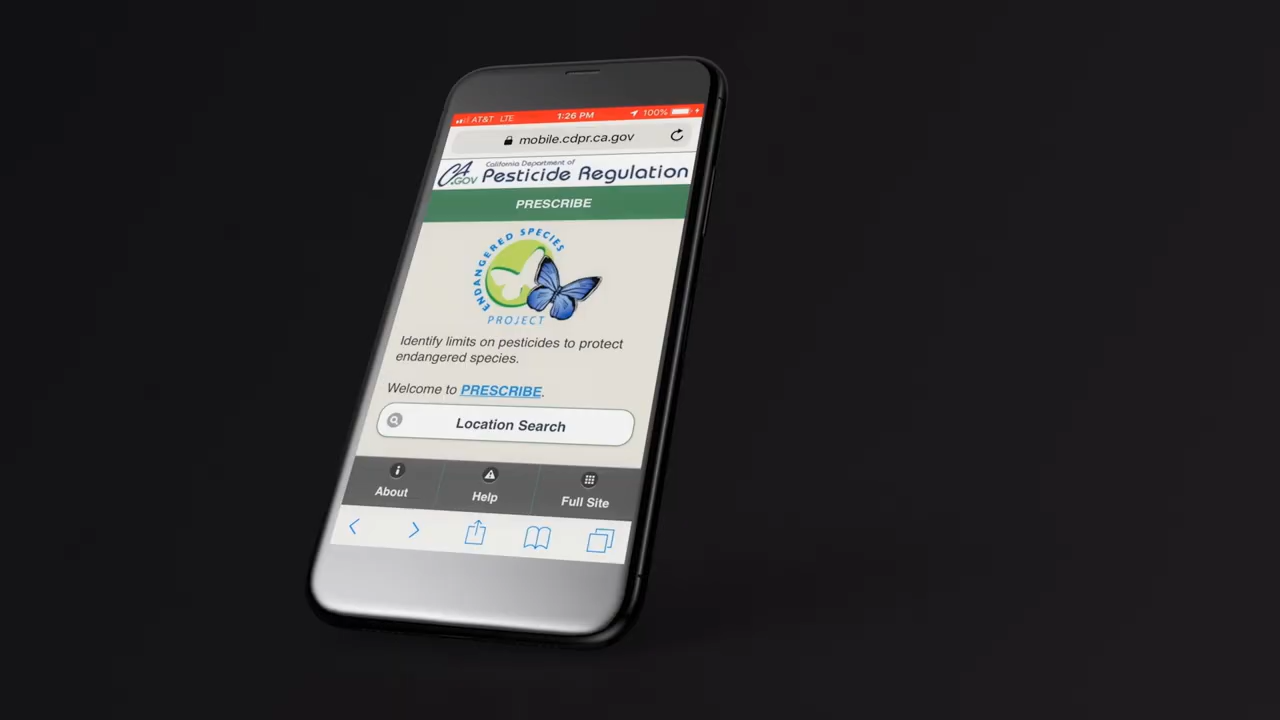 AT&T LTE 1:26 PM 100%
mobile.cdpr.ca.gov
CA.GOV California Department of
Pesticide Regulation
PRESCRIBE
ENDANGERED SPECIES
PROJECT
Identify limits on pesticides to protect
endangered species.
Welcome to PRESCRIBE.
Location Search
About Help Full Site